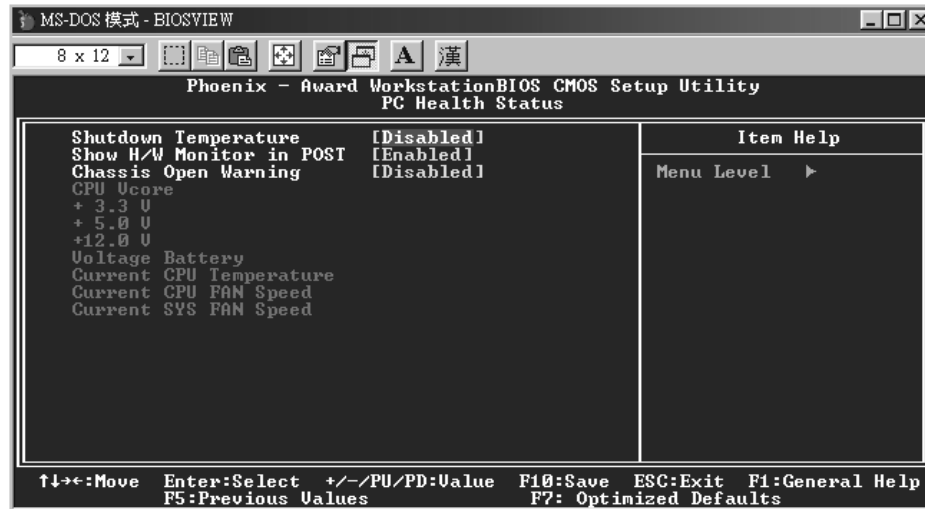 MS-DOS 模式 - BIOSVIEW
8 x 12 A 漢
Phoenix - Award WorkstationBIOS CMOS Setup Utility
PC Health Status
Shutdown Temperature [Disabled] Item Help
Show H/W Monitor in POST [Enabled]
Chassis Open Warning [Disabled] Menu Level ►
CPU Vcore
+ 3.3 V
+ 5.0 V
+12.0 V
Voltage Battery
Current CPU Temperature
Current CPU FAN Speed
Current SYS FAN Speed
↑↓→←:Move Enter:Select +/-/PU/PD:Value F10:Save ESC:Exit F1:General Help
F5:Previous Values F7: Optimized Defaults